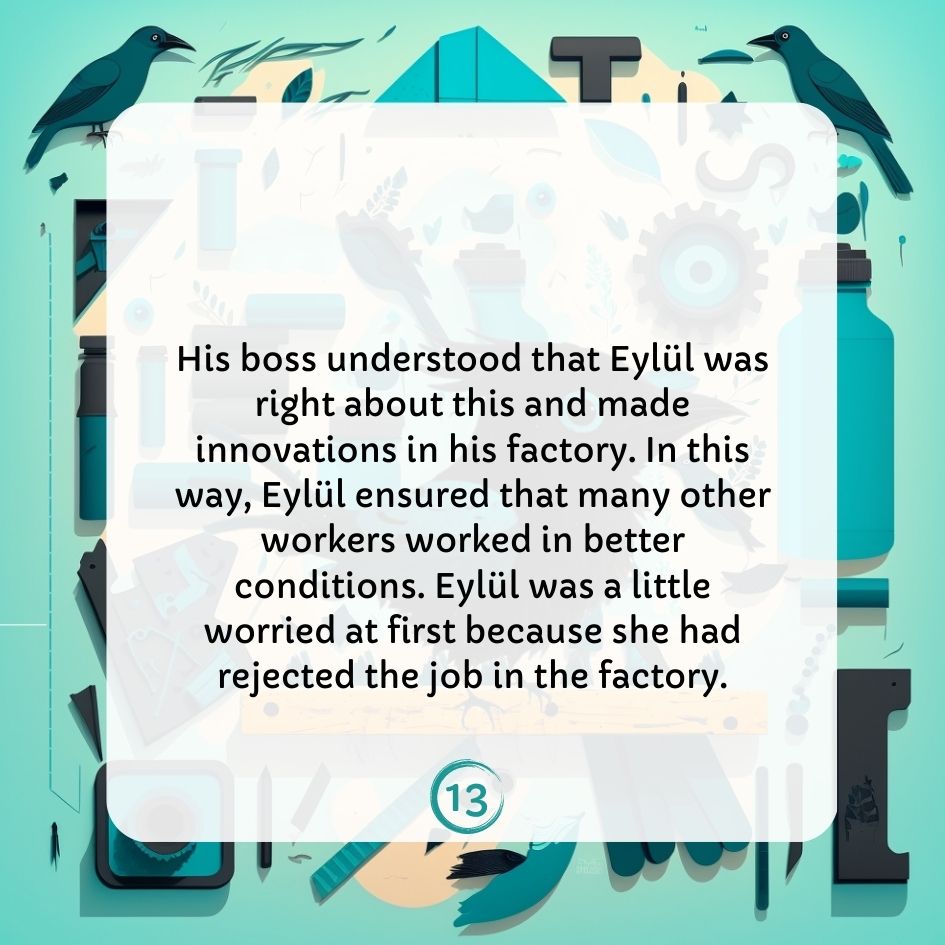 His boss understood that Eylül was
right about this and made
innovations in his factory. In this
way, Eylül ensured that many other
workers worked in better
conditions. Eylül was a little
worried at first because she had
rejected the job in the factory.
13